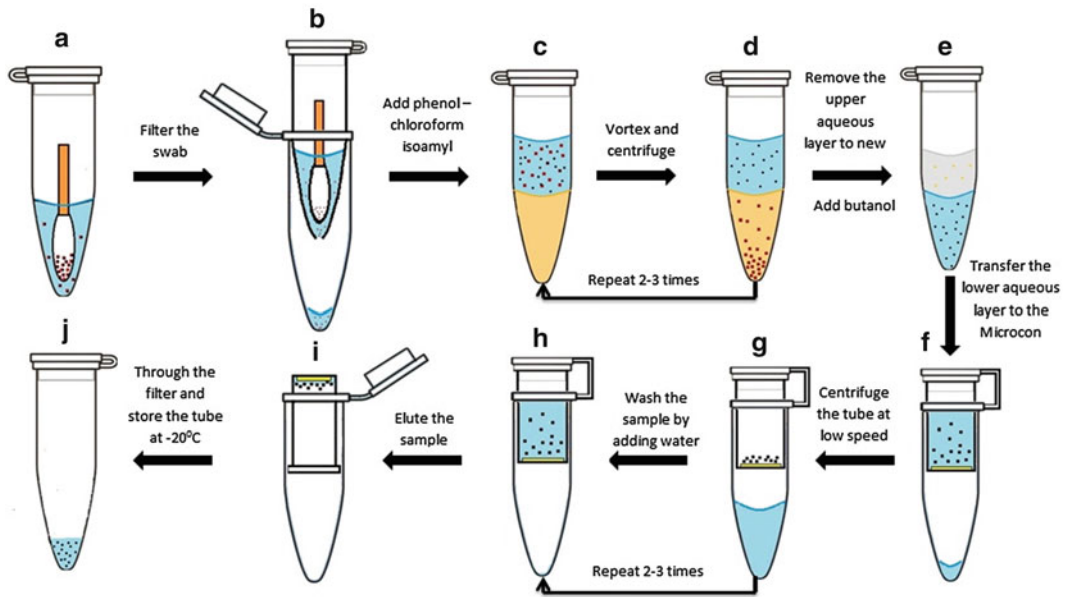 a
Filter the
swab
b
Add phenol –
chloroform
isoamyl
c
Vortex and
centrifuge
d
Remove the
upper
aqueous
layer to new
Add butanol
e
Repeat 2-3 times
Transfer the
lower aqueous
layer to the
Microcon
f
Centrifuge
the tube at
low speed
g
Wash the
sample by
adding water
h
Repeat 2-3 times
Elute the
sample
i
Through the
filter and
store the tube
at -20⁰C
j